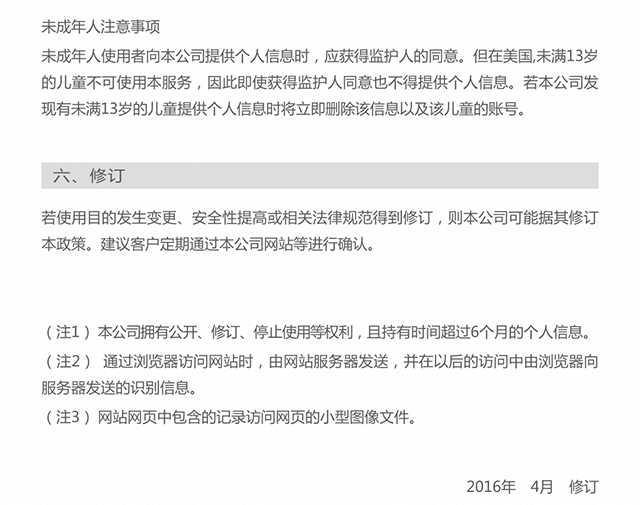 未成年人注意事项
未成年人使用者向本公司提供个人信息时，应获得监护人的同意。但在美国,未满13岁
的儿童不可使用本服务，因此即使获得监护人同意也不得提供个人信息。若本公司发
现有未满13岁的儿童提供个人信息时将立即删除该信息以及该儿童的账号。
六、修订
若使用目的发生变更、安全性提高或相关法律规范得到修订，则本公司可能据其修订
本政策。建议客户定期通过本公司网站等进行确认。
（注1）本公司拥有公开、修订、停止使用等权利，且持有时间超过6个月的个人信息。
（注2） 通过浏览器访问网站时，由网站服务器发送，并在以后的访问中由浏览器向
服务器发送的识别信息。
（注3）网站网页中包含的记录访问网页的小型图像文件。
2016年 4月 修订